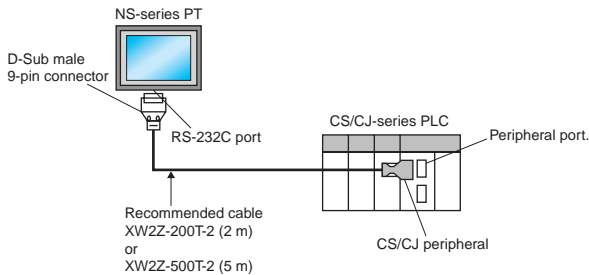 NS-series PT
D-Sub male
9-pin connector
RS-232C port
CS/CJ-series PLC
Peripheral port.
Recommended cable
XW2Z-200T-2 (2 m)
or
XW2Z-500T-2 (5 m)
CS/CJ peripheral